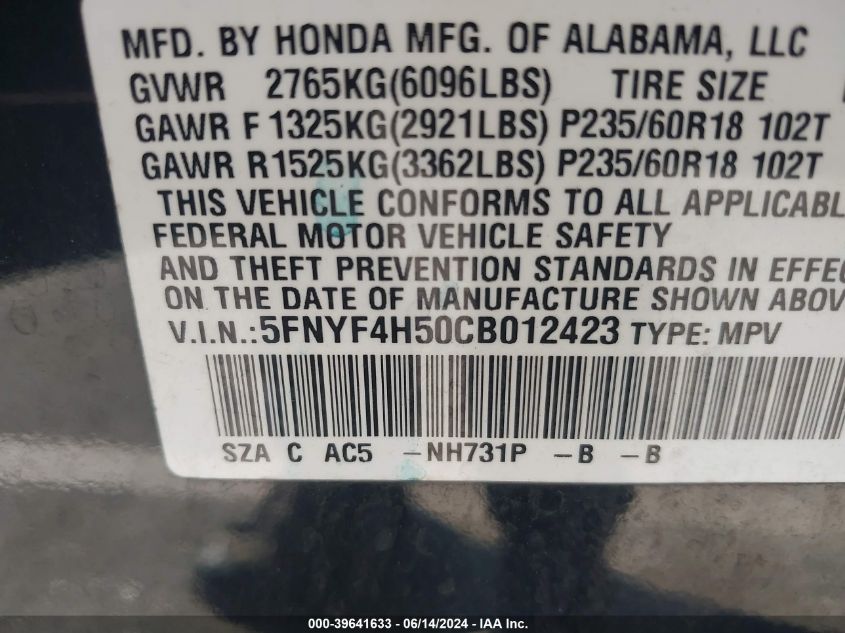 MFD. BY HONDA MFG. OF ALABAMA, LLC
GVWR 2765KG(6096LBS) TIRE SIZE
GAWR F 1325KG(2921LBS) P235/60R18 102T
GAWR R1525KG(3362LBS) P235/60R18 102T
THIS VEHICLE CONFORMS TO ALL APPLICABL
FEDERAL MOTOR VEHICLE SAFETY
AND THEFT PREVENTION STANDARDS IN EFFE
ON THE DATE OF MANUFACTURE SHOWN ABOV
V.I.N.:5FNYF4H50CB012423 TYPE: MPV
SZA C AC5 -NH731P -B -B
000-39641633 - 06/14/2024 - IAA Inc.